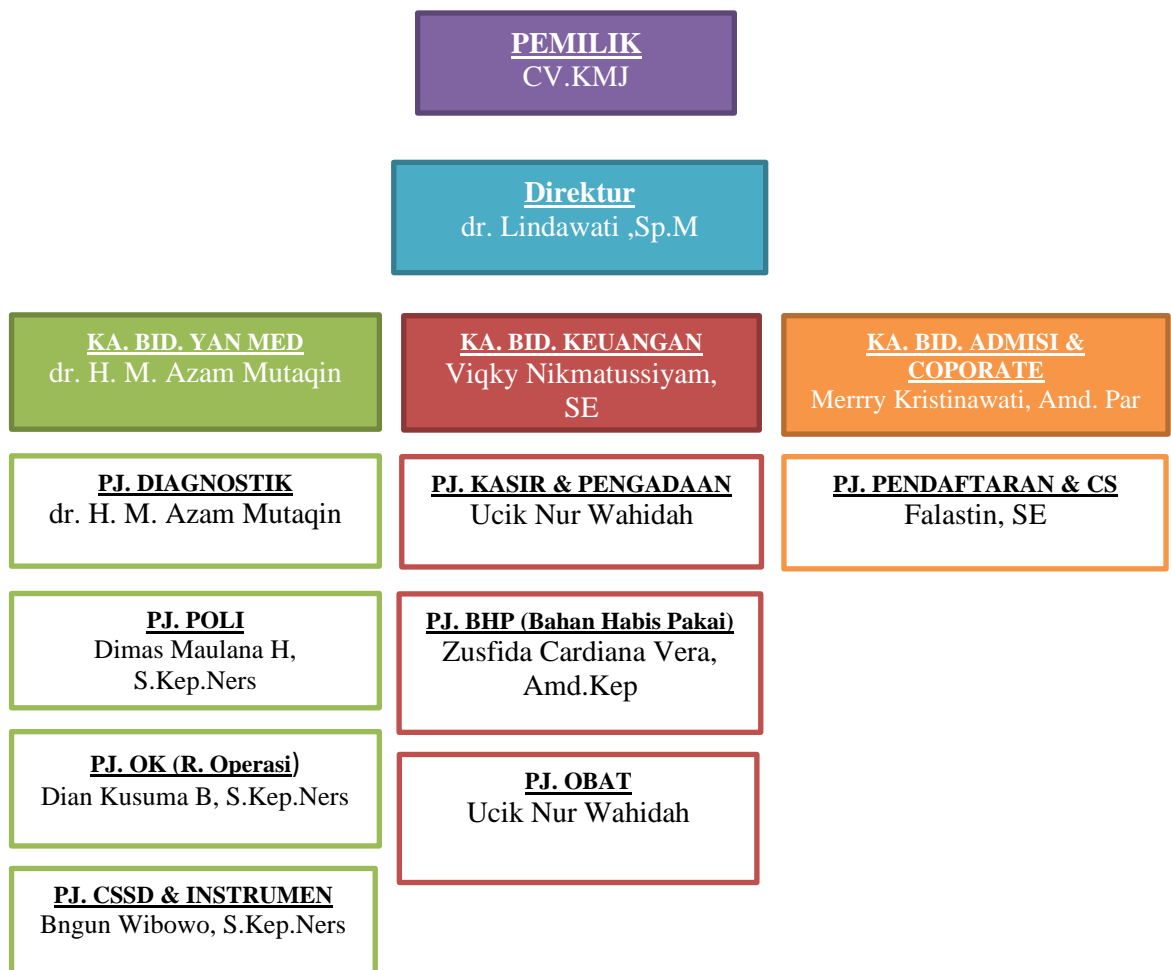 PEMILIK
CV.KMJ
Direktur
dr. Lindawati ,Sp.M
KA. BID. YAN MED
dr. H. M. Azam Mutaqin
KA. BID. KEUANGAN
Viqky Nikmatussiyam,
SE
KA. BID. ADMISI &
COPORATE
Merrry Kristinawati, Amd. Par
PJ. DIAGNOSTIK
dr. H. M. Azam Mutaqin
PJ. KASIR & PENGADAAN
Ucik Nur Wahidah
PJ. PENDAFTARAN & CS
Falastin, SE
PJ. POLI
Dimas Maulana H,
S.Kep.Ners
PJ. BHP (Bahan Habis Pakai)
Zusfida Cardiana Vera,
Amd.Kep
PJ. OK (R. Operasi)
Dian Kusuma B, S.Kep.Ners
PJ. OBAT
Ucik Nur Wahidah
PJ. CSSD & INSTRUMEN
Bngun Wibowo, S.Kep.Ners